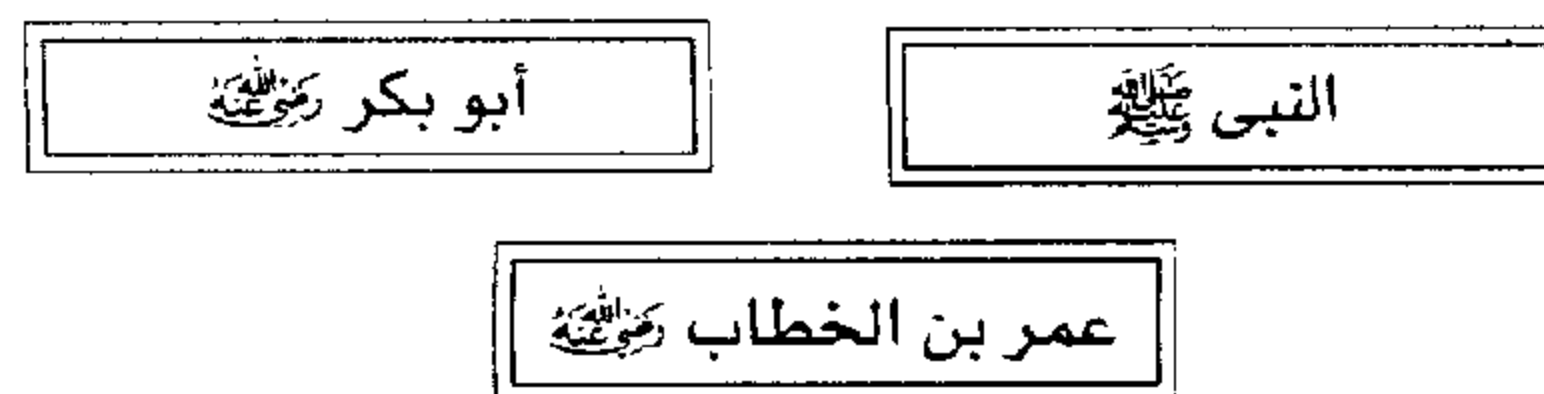 النبى ﷺ
أبو بكر رضي الله عنه
عمر بن الخطاب رضي الله عنه